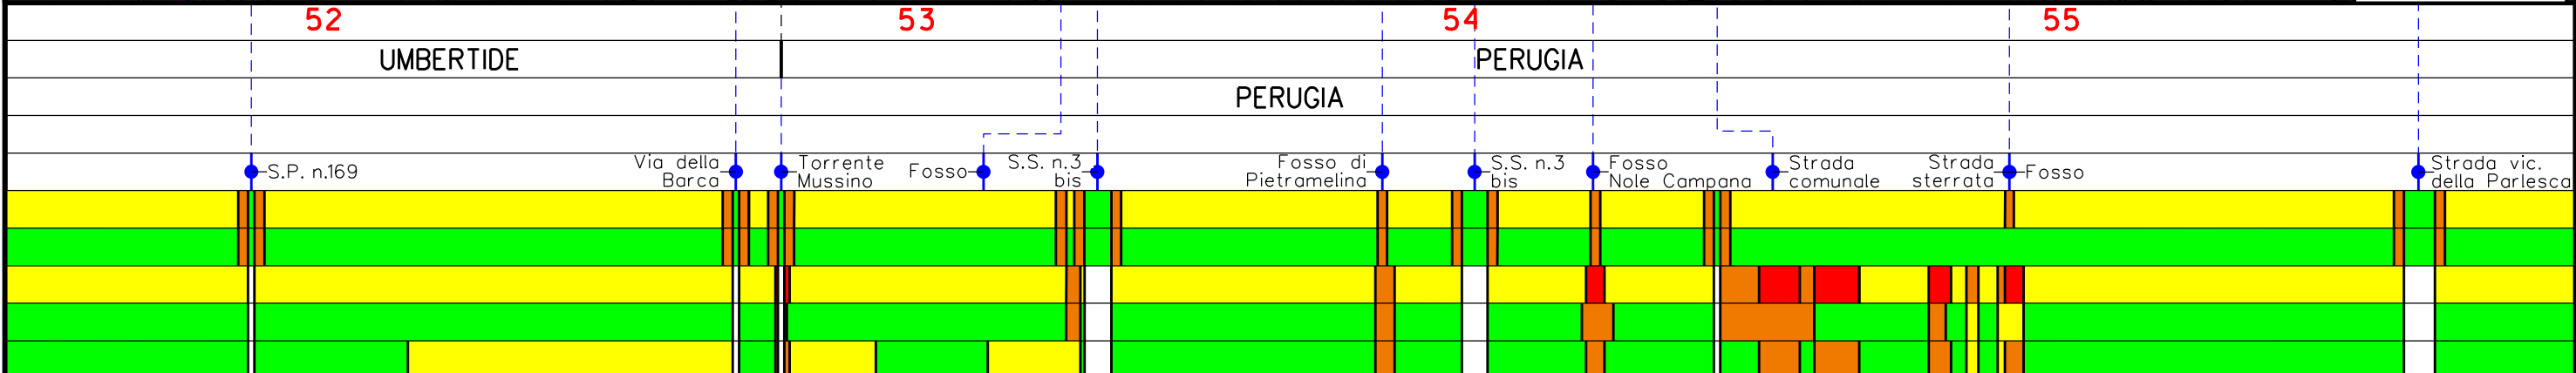 52 53 54 55
UMBERTIDE PERUGIA
PERUGIA
S.P. n.169
Via della
Barca
Torrente
Mussino
Fosso
S.S. n.3
bis
Fosso di
Pietramelina
S.S. n.3
bis
Fosso
Nole Campana
Strada
comunale
Strada
sterrata
Fosso
Strada vic.
della Parlesca